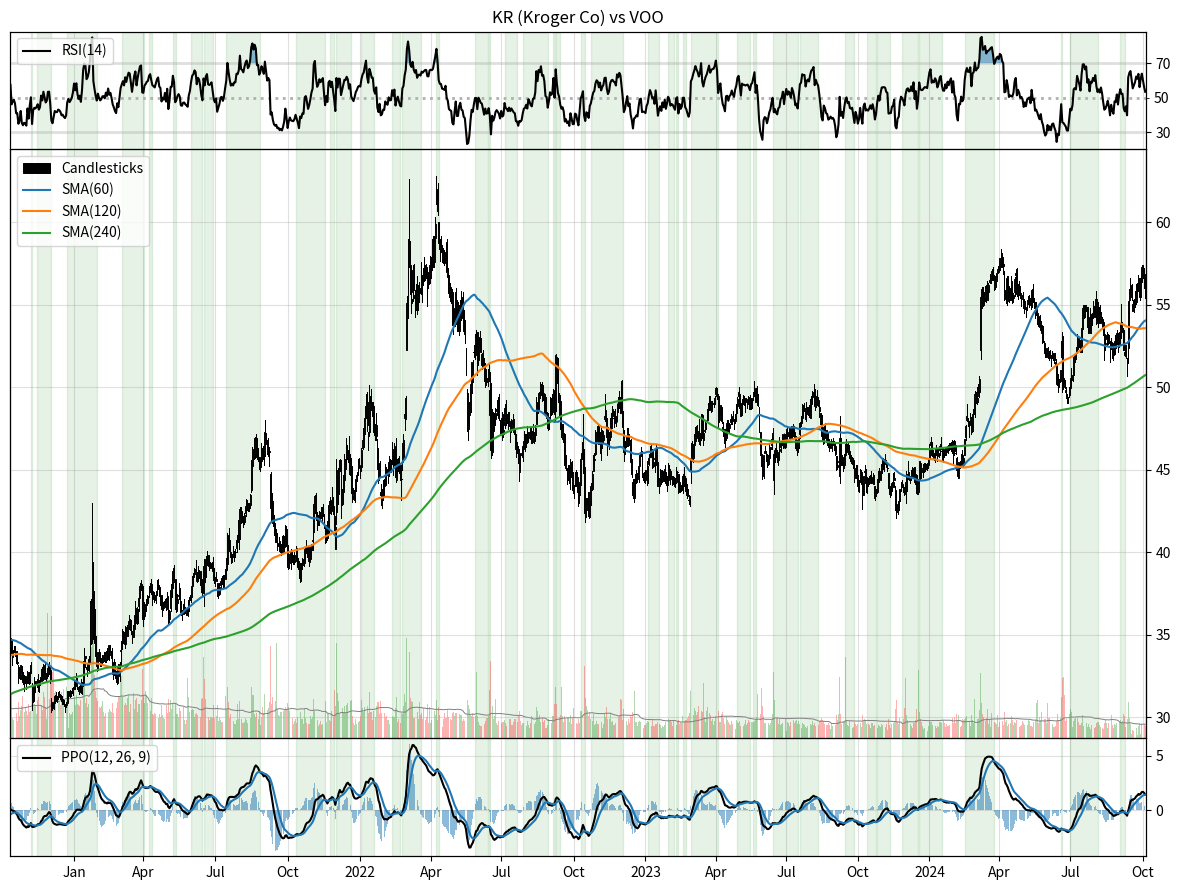 KR (Kroger Co) vs VOO
RSI(14)
70
50
30
Candlesticks
SMA(60)
SMA(120)
SMA(240)
60
55
50
45
40
35
30
PPO(12, 26, 9)
5
0
Jan Apr Jul Oct 2022 Apr Jul Oct 2023 Apr Jul Oct 2024 Apr Jul Oct